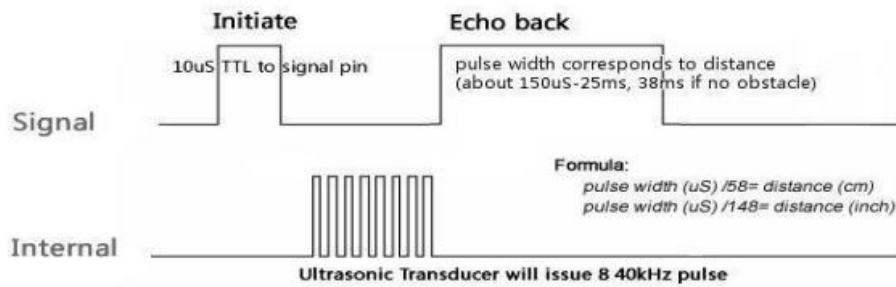 Initiate
Echo back
10uS TTL to signal pin
pulse width corresponds to distance
(about 150uS-25ms, 38ms if no obstacle)
Signal
Formula:
pulse width (uS) /58= distance (cm)
pulse width (uS) /148= distance (inch)
Internal
Ultrasonic Transducer will issue 8 40kHz pulse